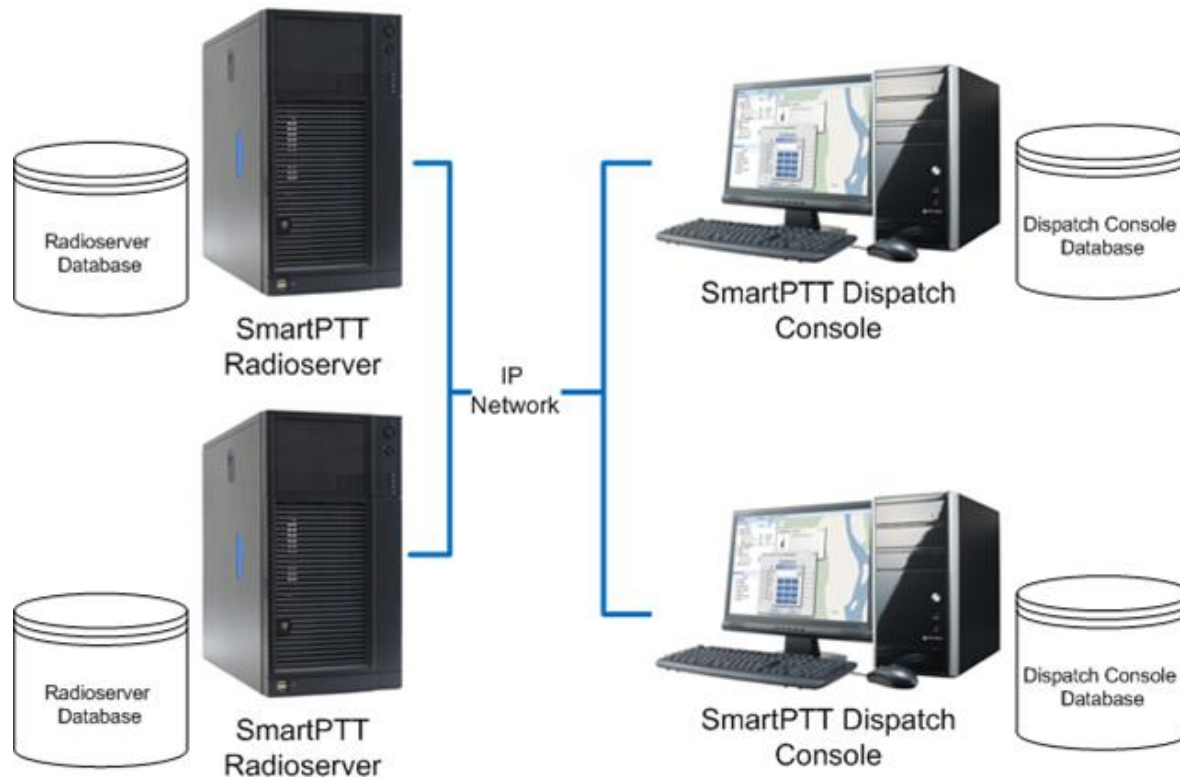 Radioserver
Database
SmartPTT
Radioserver
SmartPTT Dispatch
Console
Dispatch Console
Database
IP
Network
Radioserver
Database
SmartPTT
Radioserver
SmartPTT Dispatch
Console
Dispatch Console
Database